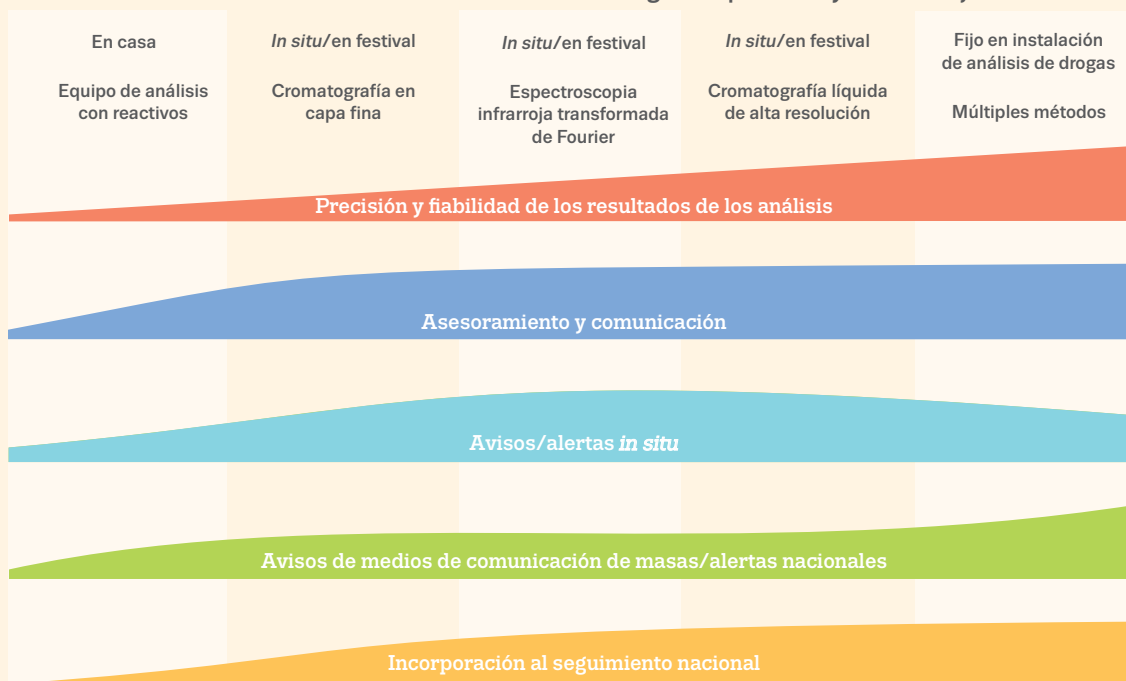 En casa
Equipo de análisis
con reactivos
In situ/en festival
Cromatografía en
capa fina
In situ/en festival
Espectroscopia
infrarroja transformada
de Fourier
In situ/en festival
Cromatografía líquida
de alta resolución
Fijo en instalación
de análisis de drogas
Múltiples métodos
Precisión y fiabilidad de los resultados de los análisis
Asesoramiento y comunicación
Avisos/alertas in situ
Avisos de medios de comunicación de masas/alertas nacionales
Incorporación al seguimiento nacional